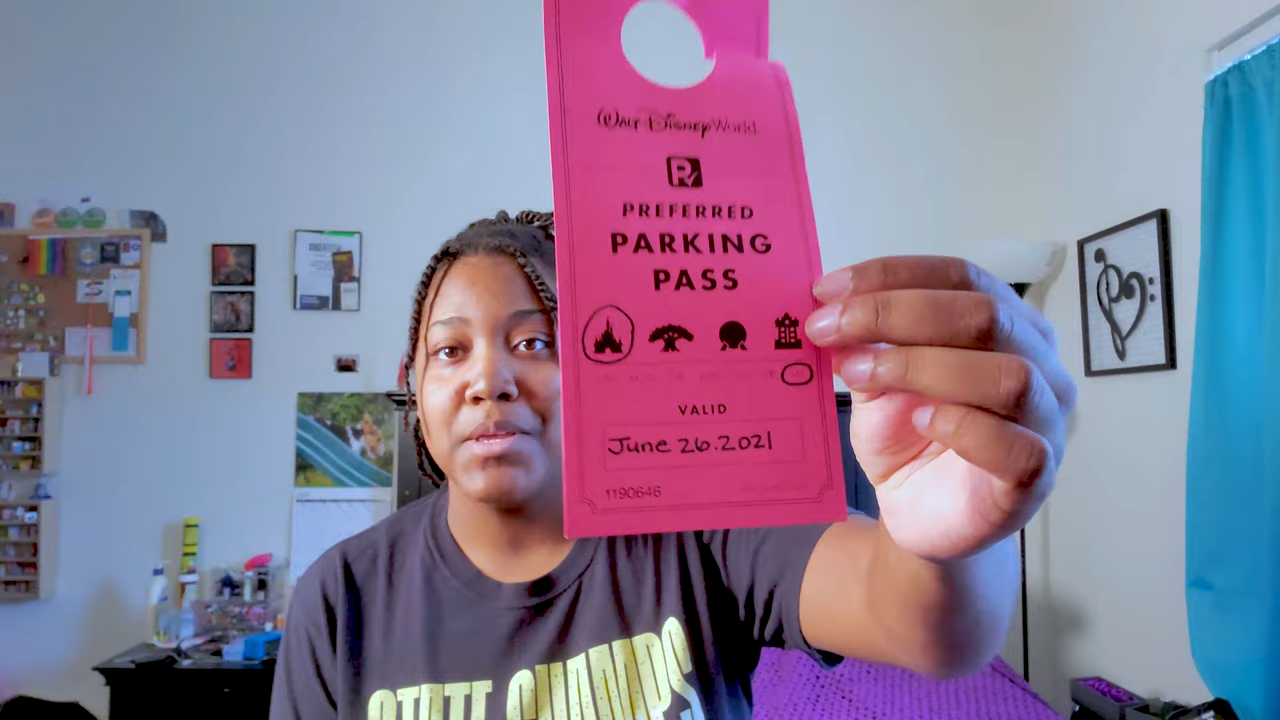 Walt Disney World
P
PREFERRED
PARKING
PASS
VALID
June 26.2021
1190646
STATE CHAMPS